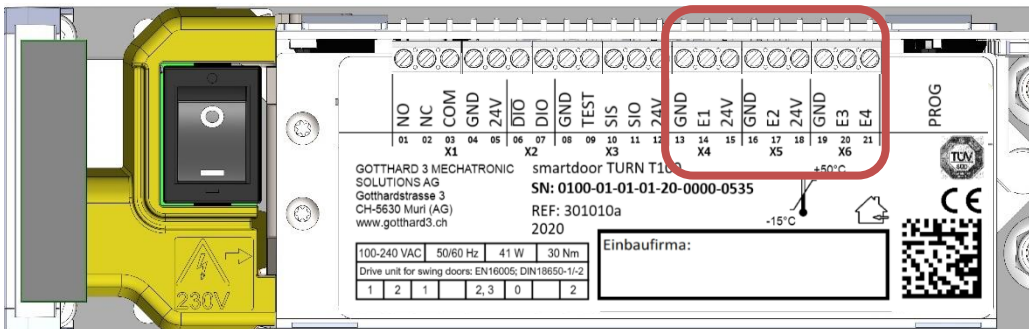 NO NC COM GND 24V DIO DIO GND TEST SIS SIO 24V GND E1 24V GND E2 24V GND E3 E4 PROG
01 02 03 04 05 06 07 08 09 10 11 12 13 14 15 16 17 18 19 20 21
X1 X2 X3 X4 X5 X6
GOTTHARD 3 MECHATRONIC
SOLUTIONS AG
Gotthardstrasse 3
CH-5630 Muri (AG)
www.gotthard3.ch
smartdoor TURN T100
SN: 0100-01-01-01-20-0000-0535
REF: 301010a
2020
+50°C
-15°C
TÜV
CE
100-240 VAC 50/60 Hz 41 W 30 Nm
Drive unit for swing doors: EN16005; DIN18650-1/-2
1 2 1 2, 3 0 2
Einbaufirma:
230V